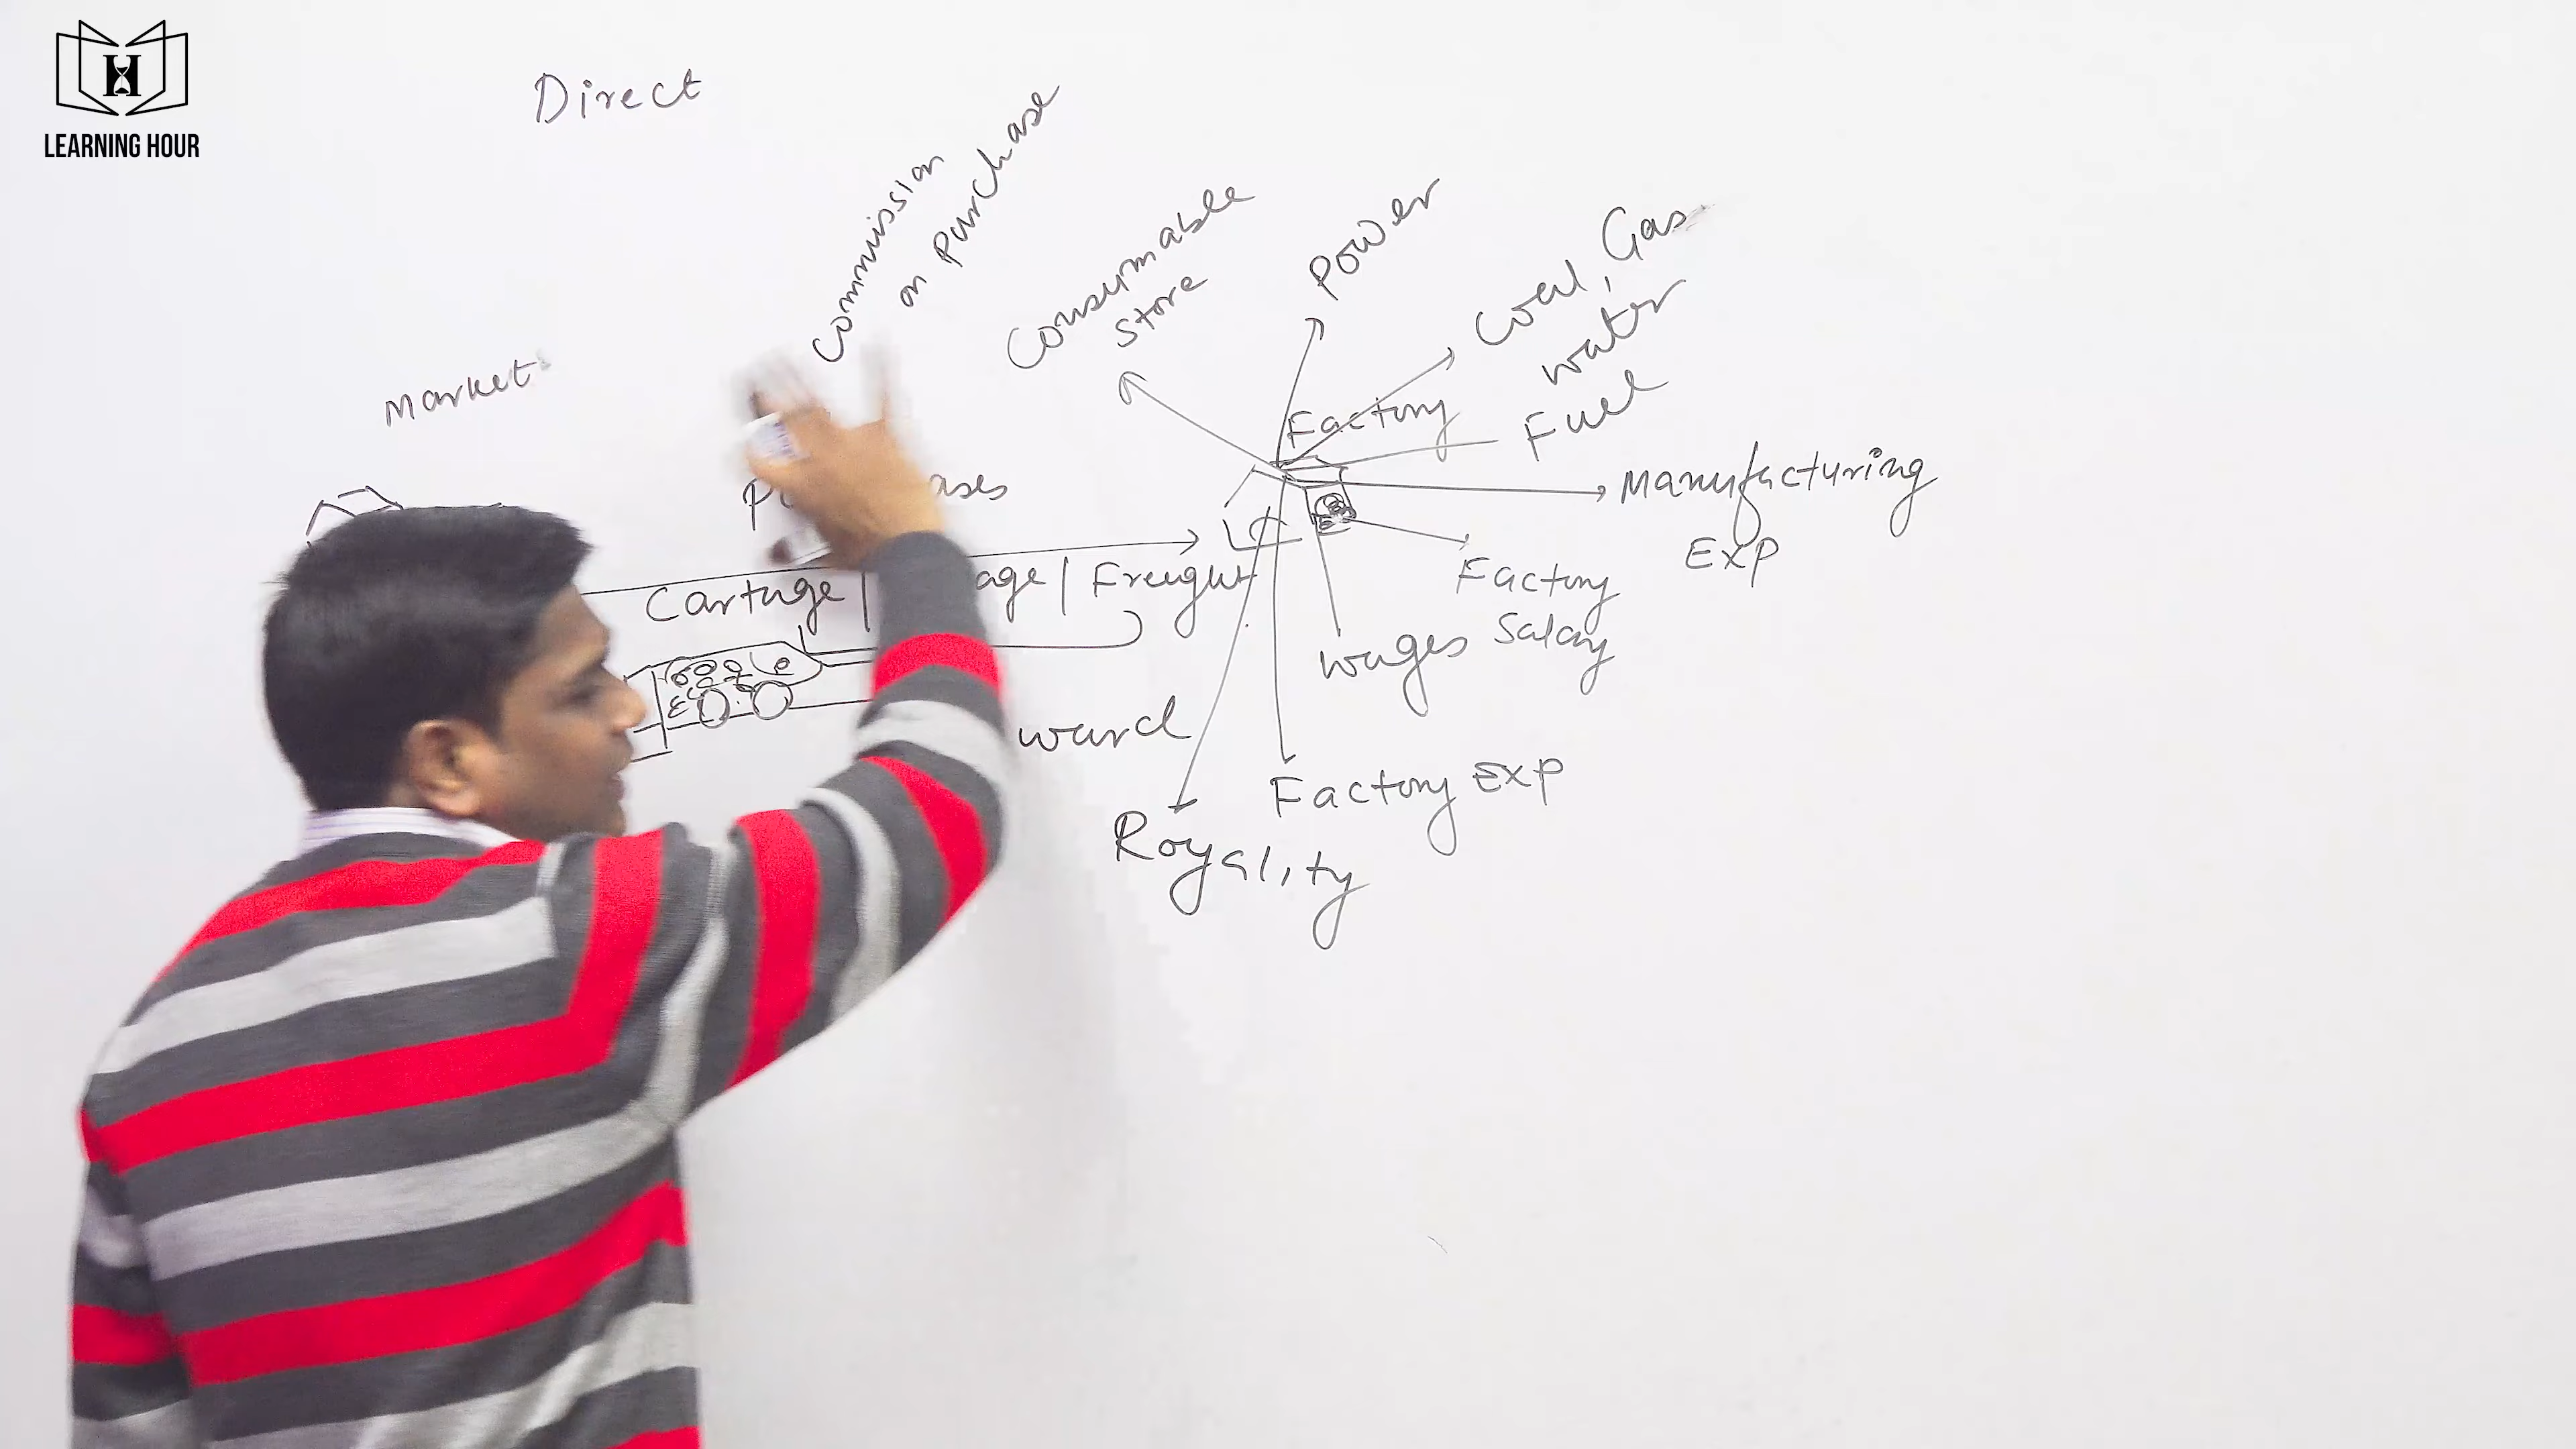 LEARNING HOUR
Direct
Commission
on Purchase
Consumable
Store
Power
Coal, Gas
water
Fuel
Market
Factory
Manufacturing
Exp
Cartage | age | Freight
Factory
Salary
wages
ward
Factory Exp
Royality